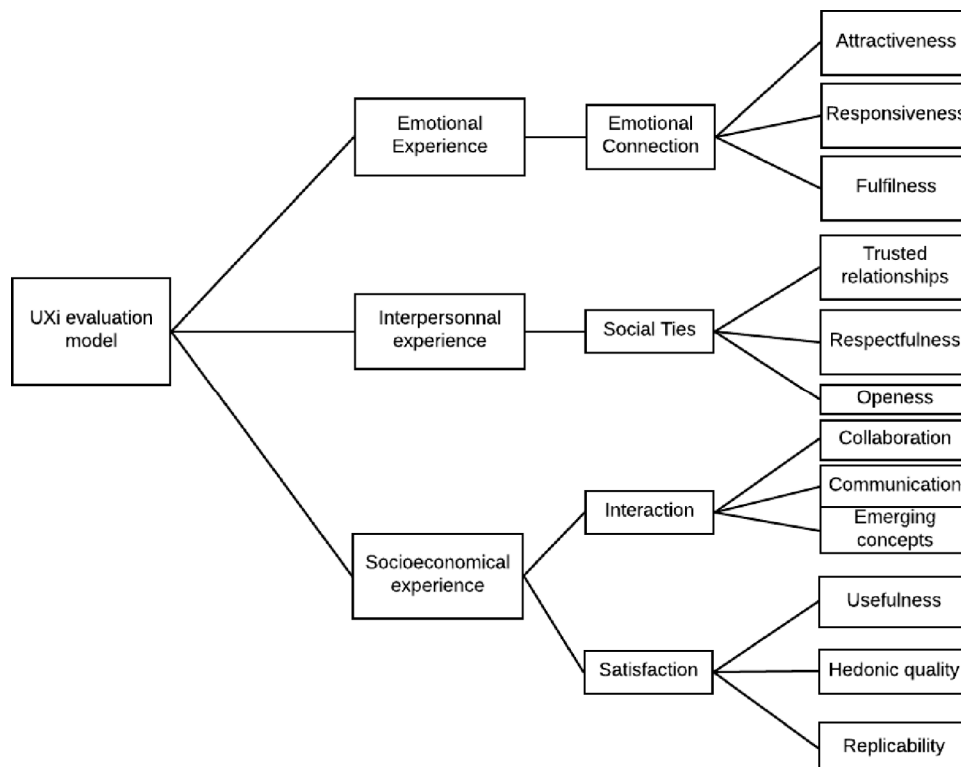 Attractiveness
Emotional
Experience
Emotional
Connection
Responsiveness
Fulfilness
UXi evaluation
model
Interpersonnal
experience
Social Ties
Trusted
relationships
Respectfulness
Openess
Socioeconomical
experience
Interaction
Collaboration
Communication
Emerging
concepts
Satisfaction
Usefulness
Hedonic quality
Replicability